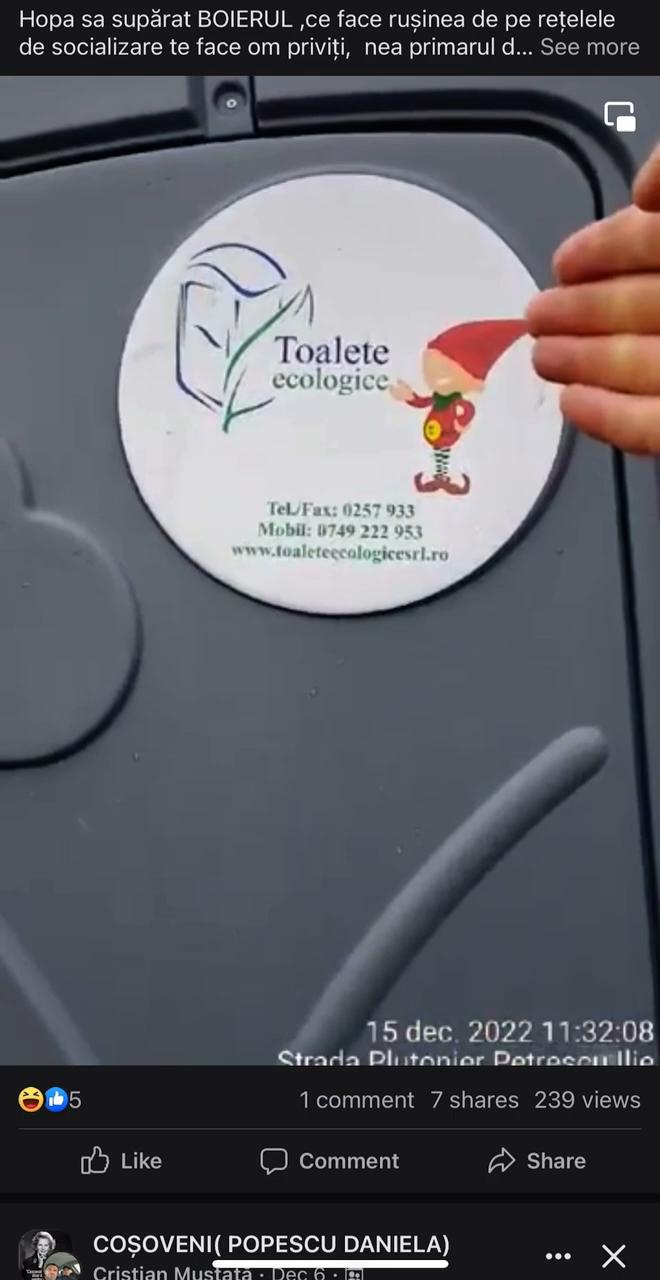 Hopa sa supărat BOIERUL ,ce face rușinea de pe rețelele
de socializare te face om priviți, nea primarul d... See more
Toalete
ecologice
Tel./Fax: 0257 933
Mobil: 0749 222 953
www.toaleteecologicesrl.ro
15 dec. 2022 11:32:08
Strada Plutonier Petrescu Ilie
5
1 comment 7 shares 239 views
Like Comment Share
COȘOVENI( POPESCU DANIELA)
Cristian Mustață · Dec 6 ·